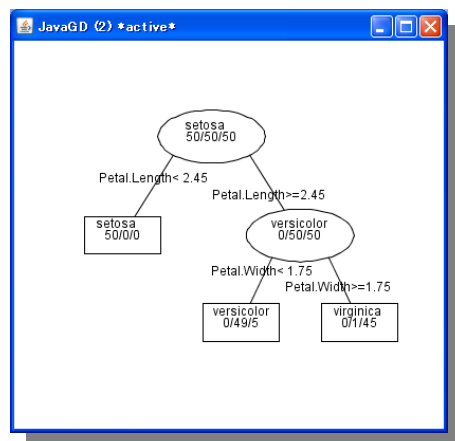 JavaGD (2) *active*
setosa
50/50/50
Petal.Length< 2.45
Petal.Length>=2.45
setosa
50/0/0
versicolor
0/50/50
Petal.Width< 1.75
Petal.Width>=1.75
versicolor
0/49/5
virginica
0/1/45